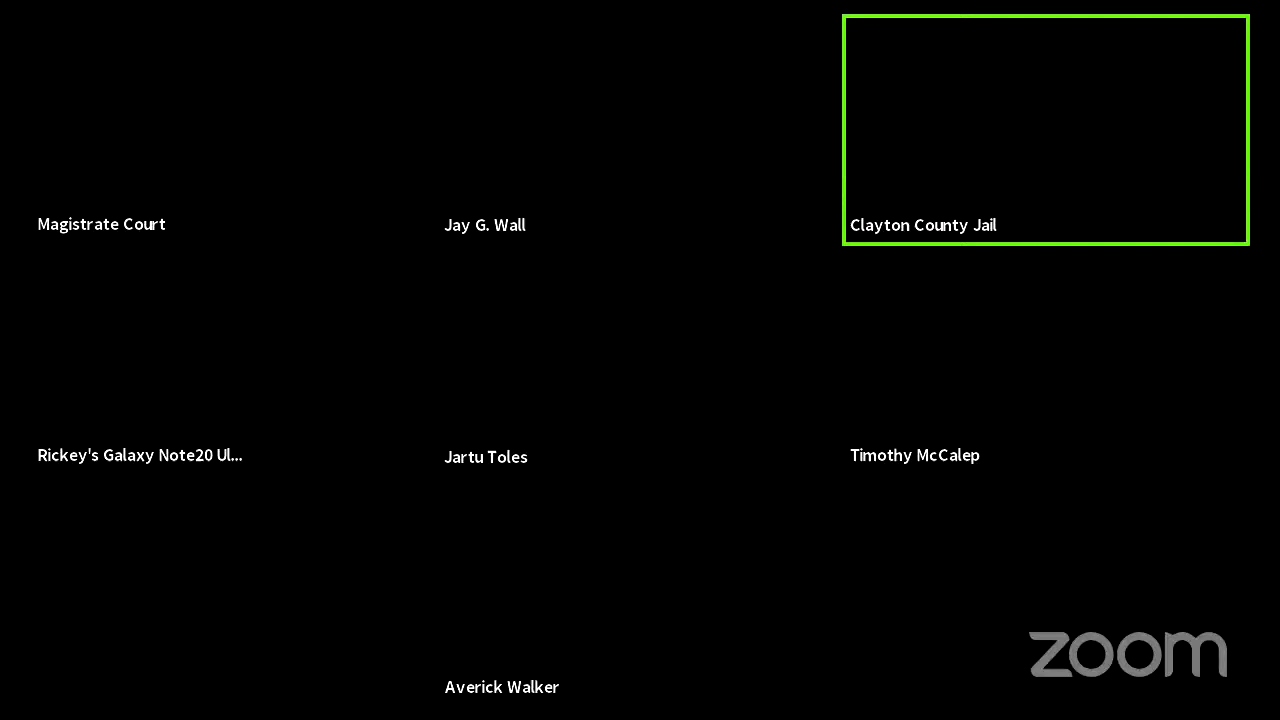 Magistrate Court
Jay G. Wall
Clayton County Jail
Rickey's Galaxy Note20 Ul...
Jartu Toles
Timothy McCalep
Averick Walker
zoom